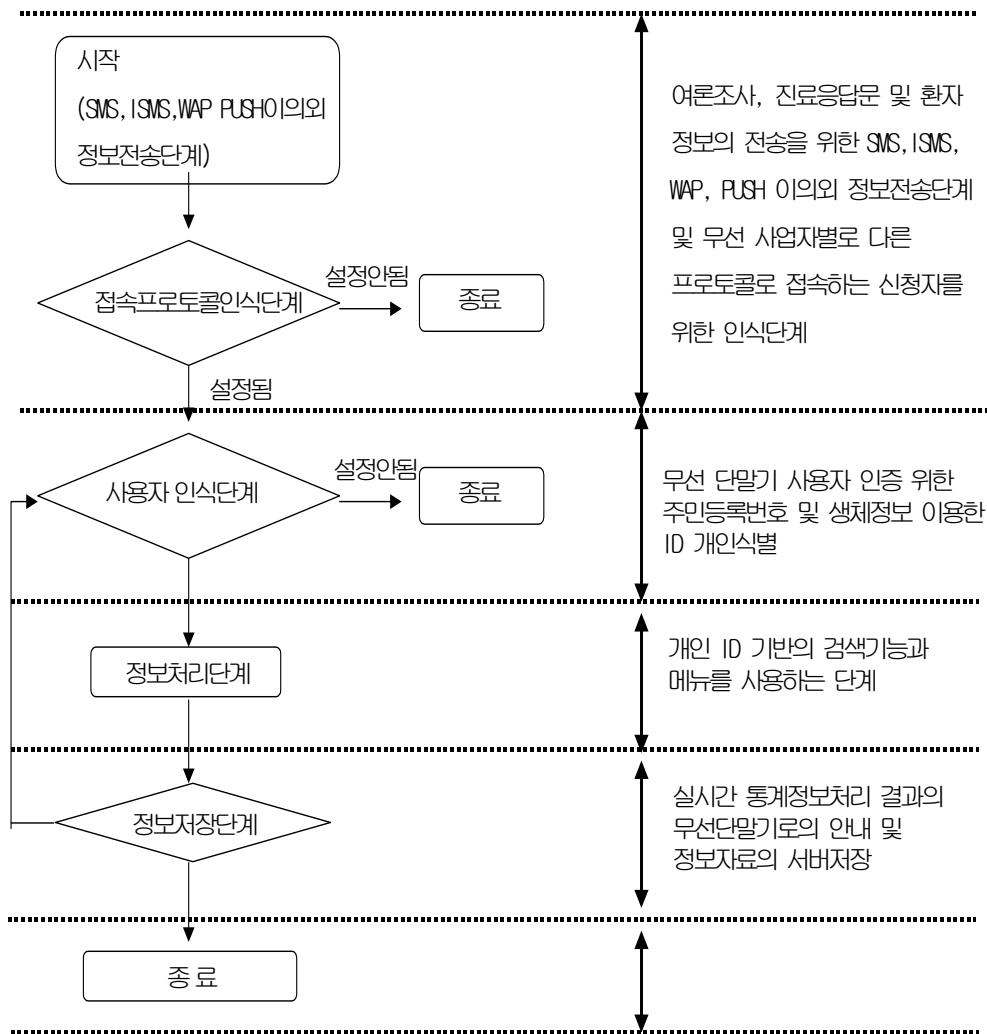 시작
(SMS,ISMS,WAP PUSH이의외
정보전송단계)
여론조사, 진료응답문 및 환자
정보의 전송을 위한 SMS,ISMS,
WAP, PUSH 이의외 정보전송단계
및 무선 사업자별로 다른
프로토콜로 접속하는 신청자를
위한 인식단계
접속프로토콜인식단계
설정안됨
종료
설정됨
사용자 인식단계
설정안됨
종료
무선 단말기 사용자 인증 위한
주민등록번호 및 생체정보 이용한
ID 개인식별
정보처리단계
개인 ID 기반의 검색기능과
메뉴를 사용하는 단계
정보저장단계
실시간 통계정보처리 결과의
무선단말기로의 안내 및
정보자료의 서버저장
종 료